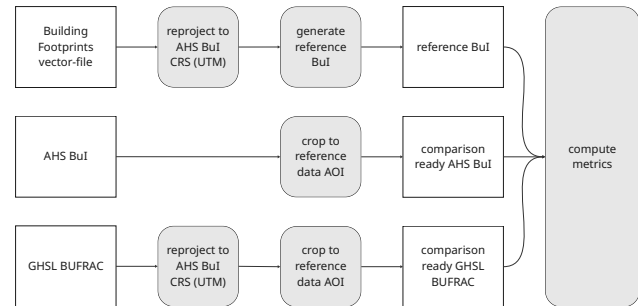 Building
Footprints
vector-file
reproject to
AHS BuI
CRS (UTM)
generate
reference
BuI
reference BuI
AHS BuI
crop to
reference
data AOI
comparison
ready AHS BuI
compute
metrics
GHSL BUFRAC
reproject to
AHS BuI
CRS (UTM)
crop to
reference
data AOI
comparison
ready GHSL
BUFRAC